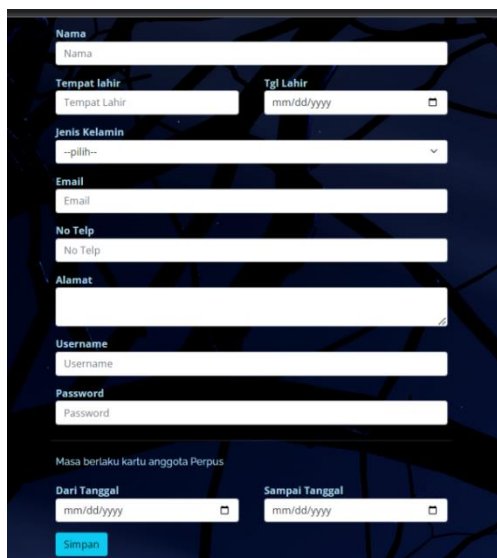 Nama
Nama
Tempat lahir Tgl Lahir
Tempat Lahir mm/dd/yyyy
Jenis Kelamin
--pilih--
Email
Email
No Telp
No Telp
Alamat
Username
Username
Password
Password
Masa berlaku kartu anggota Perpus
Dari Tanggal Sampai Tanggal
mm/dd/yyyy mm/dd/yyyy
Simpan